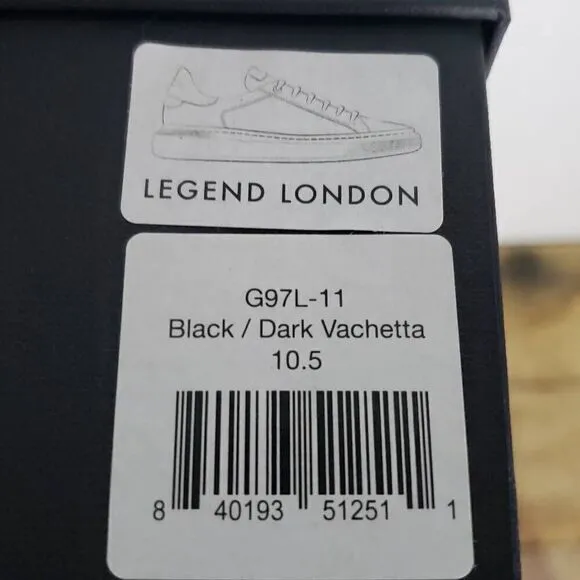 LEGEND LONDON
G97L-11
Black / Dark Vachetta
10.5
8 40193 51251 1